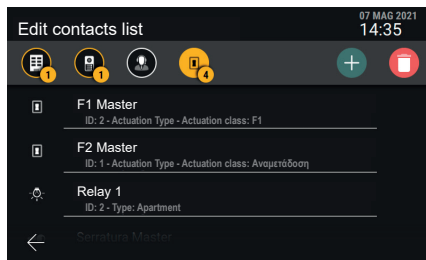 07 MAG 2021
Edit contacts list
14:35
1
1
4
F1 Master
ID: 2 - Actuation Type - Actuation class: F1
F2 Master
ID: 1 - Actuation Type - Actuation class: Αναμετάδοση
Relay 1
ID: 2 - Type: Apartment
Serratura Master